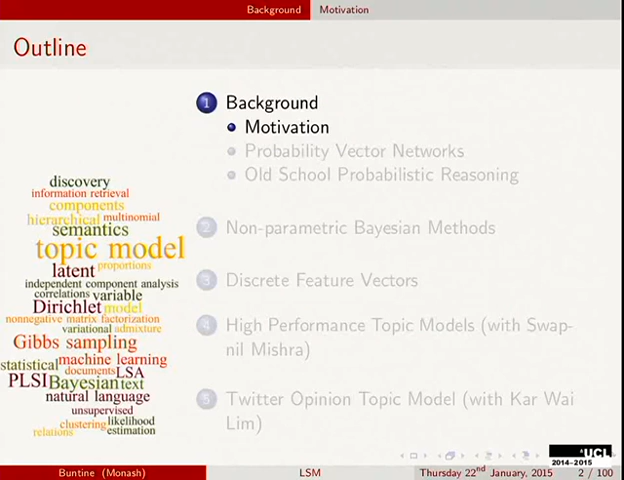 Background Motivation
Outline
1 Background
Motivation
Probability Vector Networks
Old School Probabilistic Reasoning
2 Non-parametric Bayesian Methods
3 Discrete Feature Vectors
4 High Performance Topic Models (with Swap-
nil Mishra)
5 Twitter Opinion Topic Model (with Kar Wai
Lim)
discovery
information retrieval
components
hierarchical multinomial
semantics
topic model
latent proportions
independent component analysis
correlations variable
Dirichlet model
nonnegative matrix factorization
variational admixture
Gibbs sampling
statistical machine learning
documents LSA
PLSI Bayesian text
natural language
unsupervised
clustering likelihood
relations estimation
UCL
2014-2015
Buntine (Monash) LSM Thursday 22nd January, 2015 2 / 100